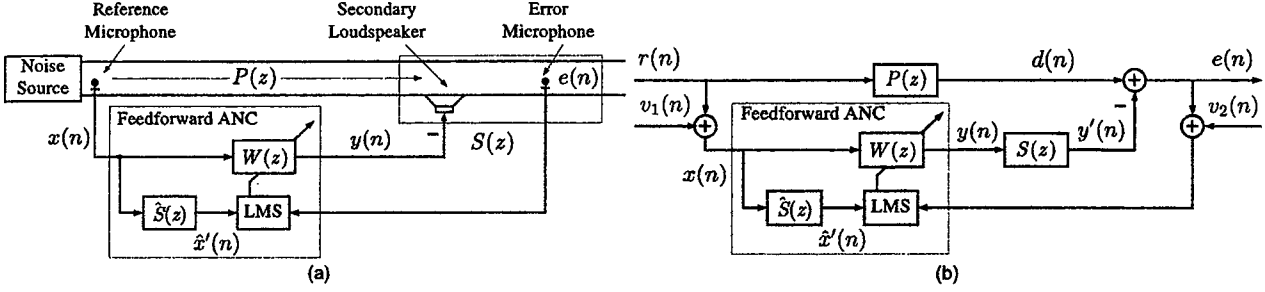 Reference
Microphone
Secondary
Loudspeaker
Error
Microphone
Noise
Source
P(z)
e(n)
x(n)
Feedforward ANC
W(z)
y(n)
S(z)
Ŝ(z)
LMS
x̂′(n)
(a)
r(n)
P(z)
d(n)
e(n)
v₁(n)
v₂(n)
Feedforward ANC
x(n)
W(z)
y(n)
S(z)
y′(n)
Ŝ(z)
LMS
x̂′(n)
(b)